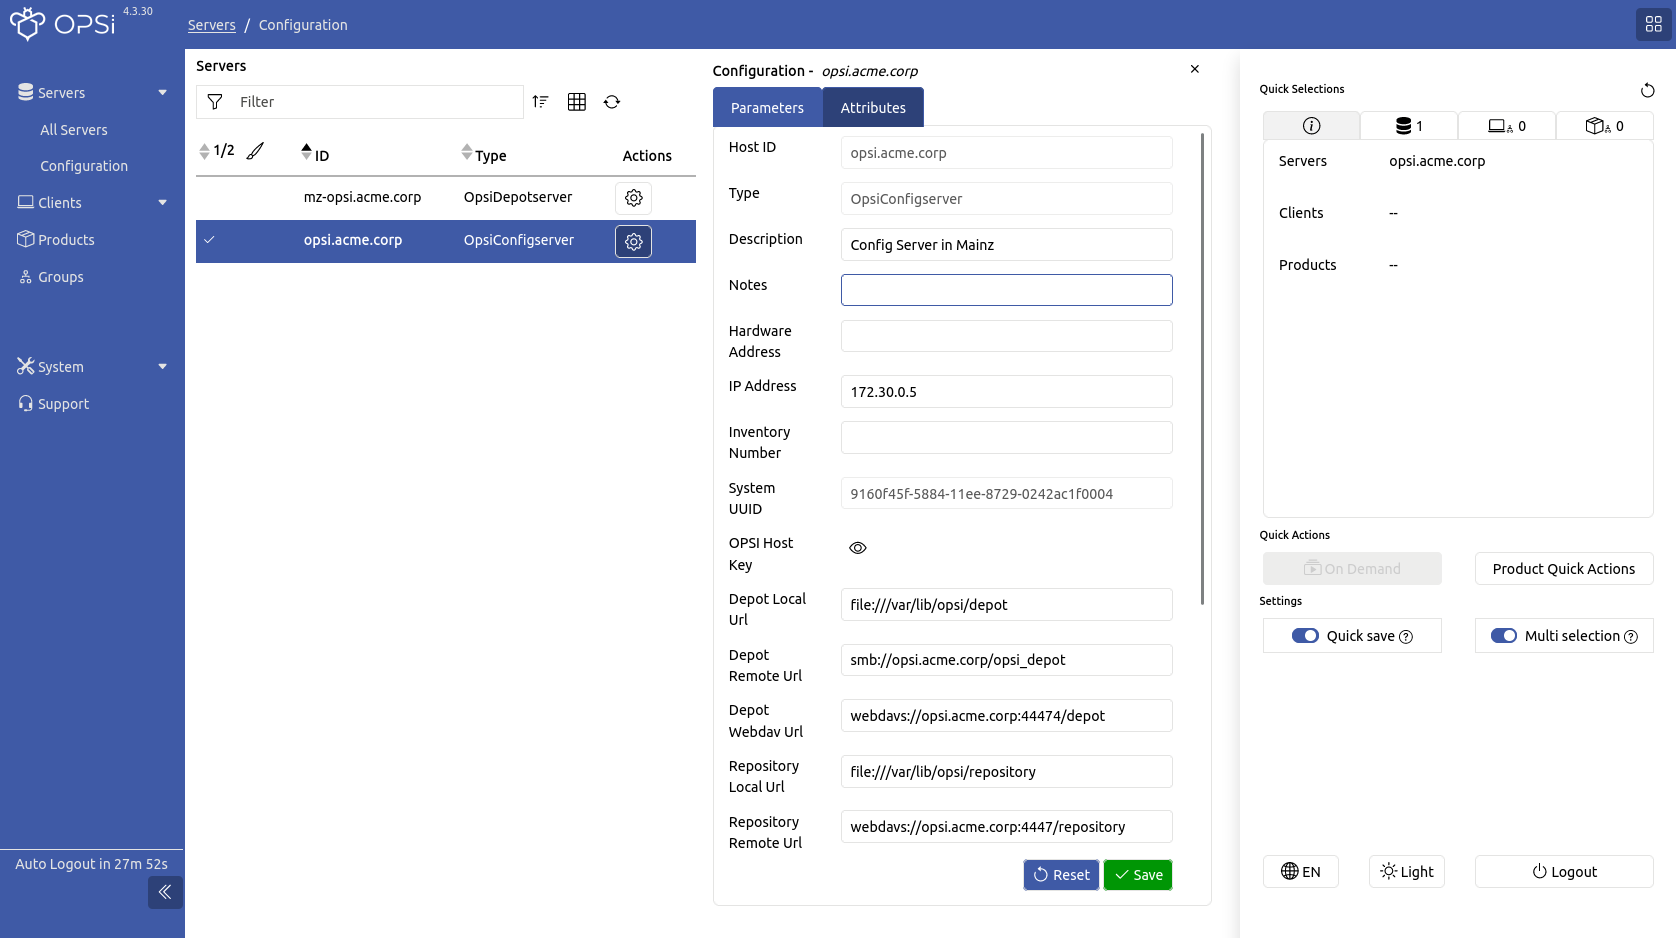 OPSi 4.3.30
Servers / Configuration
Servers
All Servers
Configuration
Clients
Products
Groups
System
Support
Auto Logout in 27m 52s
Servers
Filter
1/2 ID Type Actions
mz-opsi.acme.corp OpsiDepotserver
opsi.acme.corp OpsiConfigserver
Configuration - opsi.acme.corp
Parameters Attributes
Host ID opsi.acme.corp
Type OpsiConfigserver
Description Config Server in Mainz
Notes
Hardware
Address
IP Address 172.30.0.5
Inventory
Number
System
UUID
9160f45f-5884-11ee-8729-0242ac1f0004
OPSI Host
Key
Depot Local
Url
file:///var/lib/opsi/depot
Depot
Remote Url
smb://opsi.acme.corp/opsi_depot
Depot
Webdav Url
webdavs://opsi.acme.corp:44474/depot
Repository
Local Url
file:///var/lib/opsi/repository
Repository
Remote Url
webdavs://opsi.acme.corp:4447/repository
Reset Save
Quick Selections
1 0 0
Servers opsi.acme.corp
Clients --
Products --
Quick Actions
On Demand Product Quick Actions
Settings
Quick save Multi selection
EN Light Logout